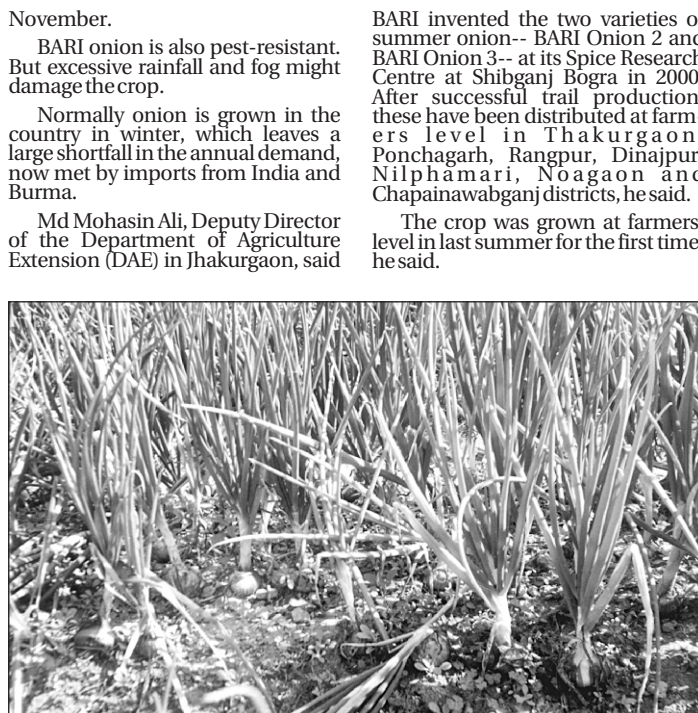 November.
BARI onion is also pest-resistant.
But excessive rainfall and fog might
damage the crop.
Normally onion is grown in the
country in winter, which leaves a
large shortfall in the annual demand,
now met by imports from India and
Burma.
Md Mohasin Ali, Deputy Director
of the Department of Agriculture
Extension (DAE) in Jhakurgaon, said
BARI invented the two varieties o
summer onion-- BARI Onion 2 and
BARI Onion 3-- at its Spice Research
Centre at Shibganj Bogra in 2000
After successful trail production
these have been distributed at farm
ers level in Thakurgaon
Ponchagarh, Rangpur, Dinajpur
Nilphamari, Noagaon and
Chapainawabganj districts, he said.
The crop was grown at farmers
level in last summer for the first time
he said.